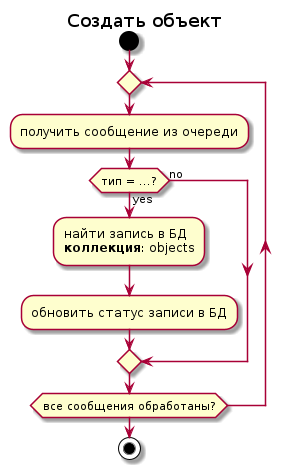 Создать объект
получить сообщение из очереди
тип = ...?
no
yes
найти запись в БД
коллекция: objects
обновить статус записи в БД
все сообщения обработаны?